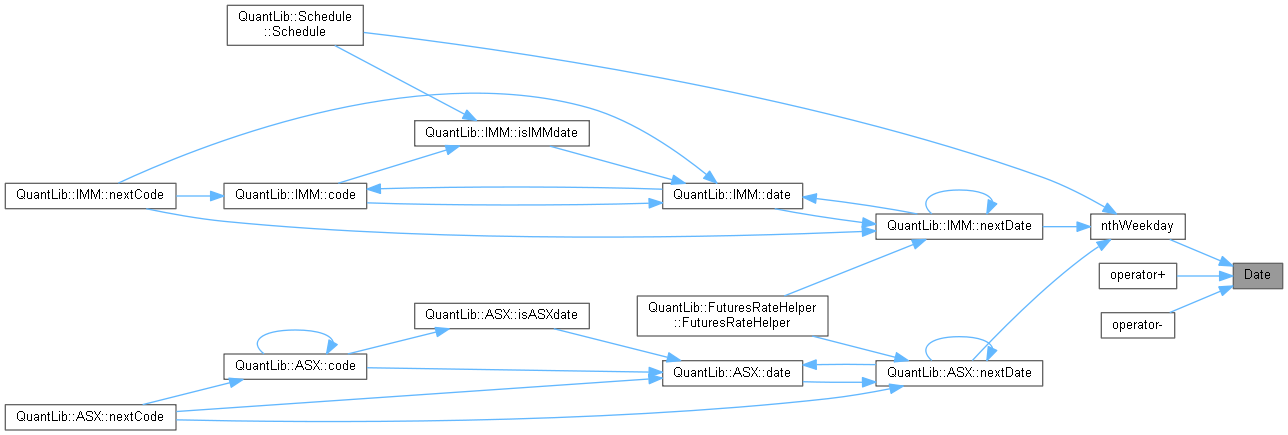 QuantLib::Schedule
::Schedule
QuantLib::IMM::isIMMdate
QuantLib::IMM::nextCode
QuantLib::IMM::code
QuantLib::IMM::date
QuantLib::IMM::nextDate
nthWeekday
operator+
Date
QuantLib::FuturesRateHelper
::FuturesRateHelper
operator-
QuantLib::ASX::isASXdate
QuantLib::ASX::code
QuantLib::ASX::date
QuantLib::ASX::nextDate
QuantLib::ASX::nextCode